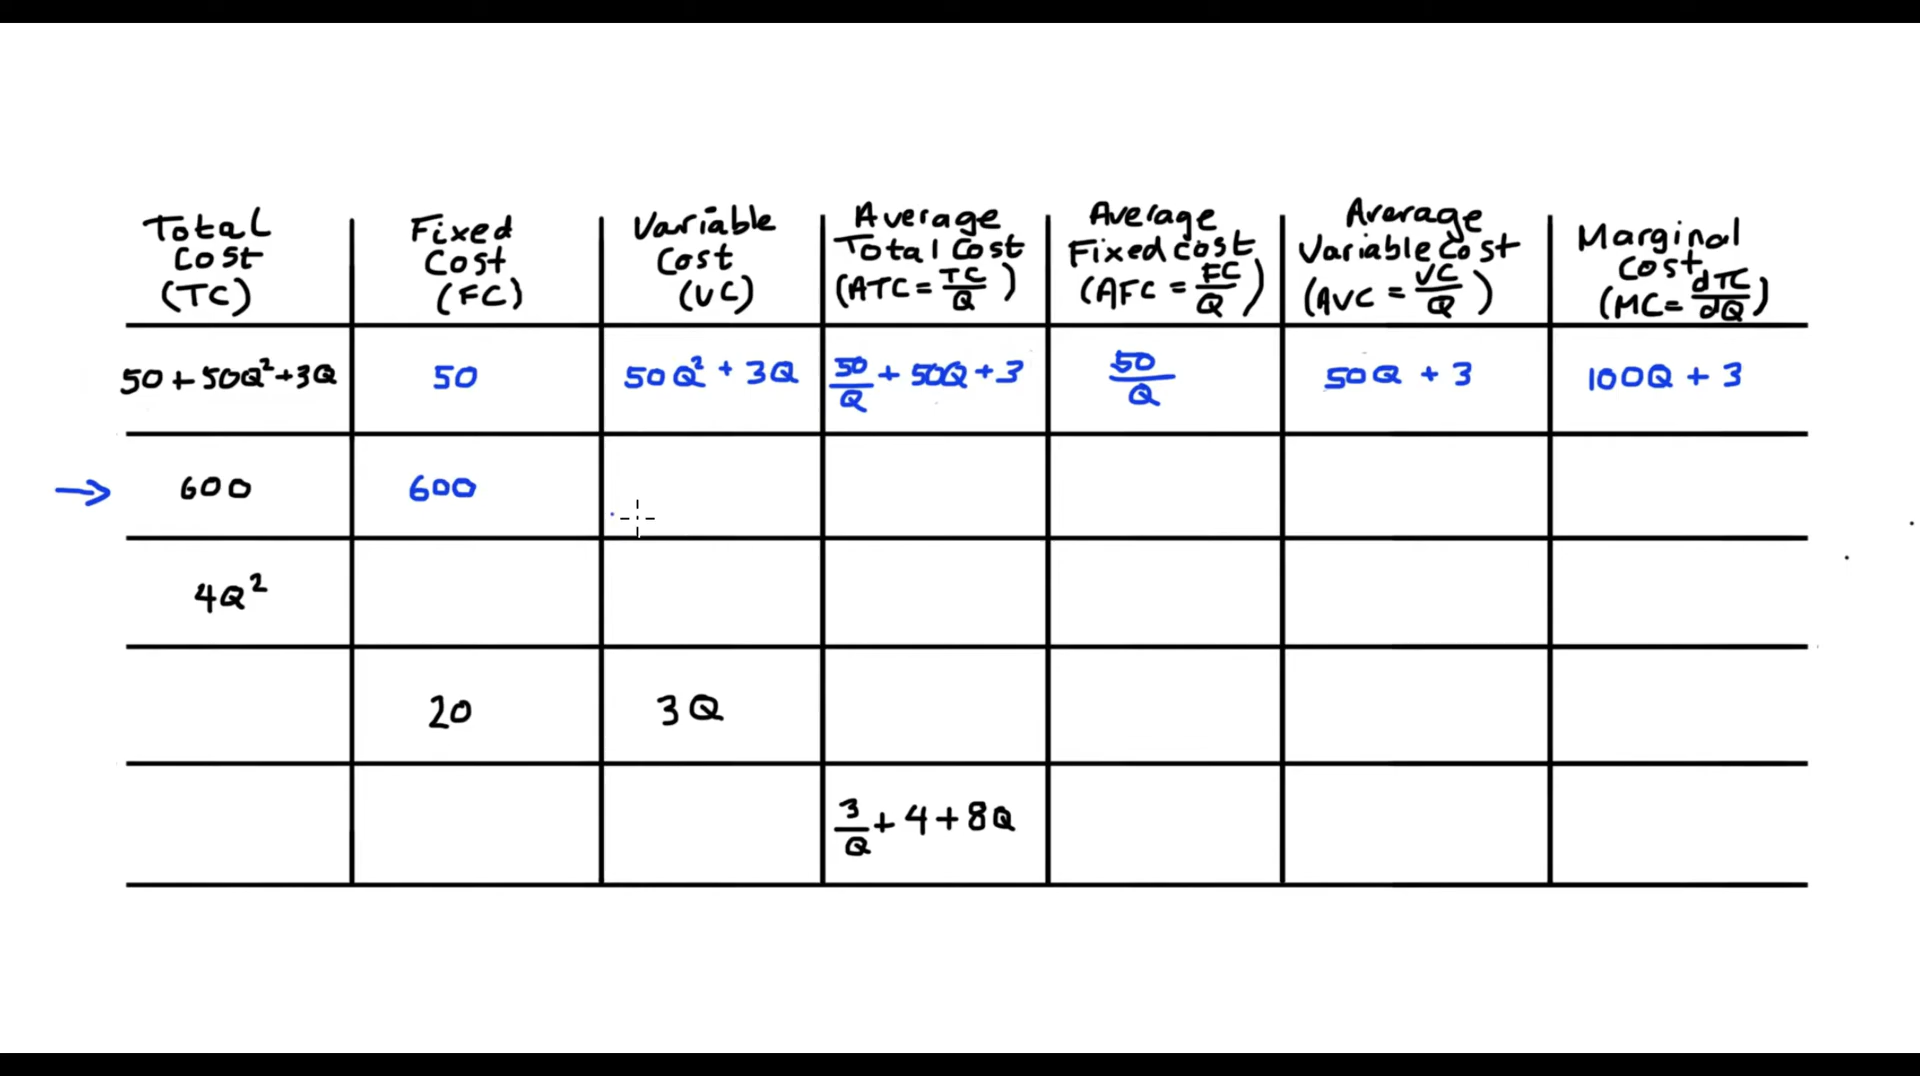 Total Cost (TC) | Fixed Cost (FC) | Variable Cost (VC) | Average Total Cost (ATC = TC/Q) | Average Fixed cost (AFC = FC/Q) | Average Variable Cost (AVC = VC/Q) | Marginal Cost (MC = dTC/dQ)
50 + 50Q² + 3Q | 50 | 50Q² + 3Q | 50/Q + 50Q + 3 | 50/Q | 50Q + 3 | 100Q + 3
→ 600 | 600
4Q²
20 | 3Q
3/Q + 4 + 8Q